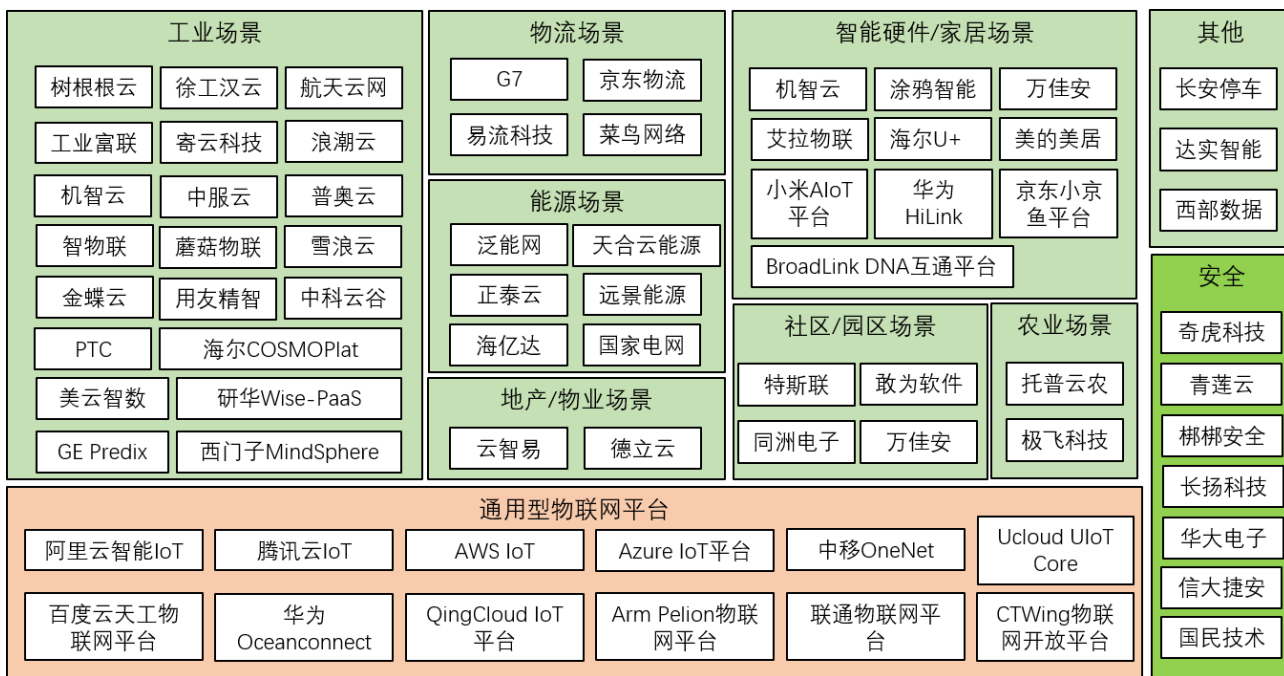 工业场景
树根根云
徐工汉云
航天云网
工业富联
寄云科技
浪潮云
机智云
中服云
普奥云
智物联
蘑菇物联
雪浪云
金蝶云
用友精智
中科云谷
PTC
海尔COSMOPlat
美云智数
研华Wise-PaaS
GE Predix
西门子MindSphere
物流场景
G7
京东物流
易流科技
菜鸟网络
能源场景
泛能网
天合云能源
正泰云
远景能源
海亿达
国家电网
地产/物业场景
云智易
德立云
智能硬件/家居场景
机智云
涂鸦智能
万佳安
艾拉物联
海尔U+
美的美居
小米AIoT
平台
华为
HiLink
京东小京
鱼平台
BroadLink DNA互通平台
社区/园区场景
特斯联
敢为软件
同洲电子
万佳安
农业场景
托普云农
极飞科技
其他
长安停车
达实智能
西部数据
安全
奇虎科技
青莲云
梆梆安全
长扬科技
华大电子
信大捷安
国民技术
通用型物联网平台
阿里云智能IoT
腾讯云IoT
AWS IoT
Azure IoT平台
中移OneNet
Ucloud UIoT
Core
百度云天工物
联网平台
华为
Oceanconnect
QingCloud IoT
平台
Arm Pelion物联
网平台
联通物联网平
台
CTWing物联
网开放平台